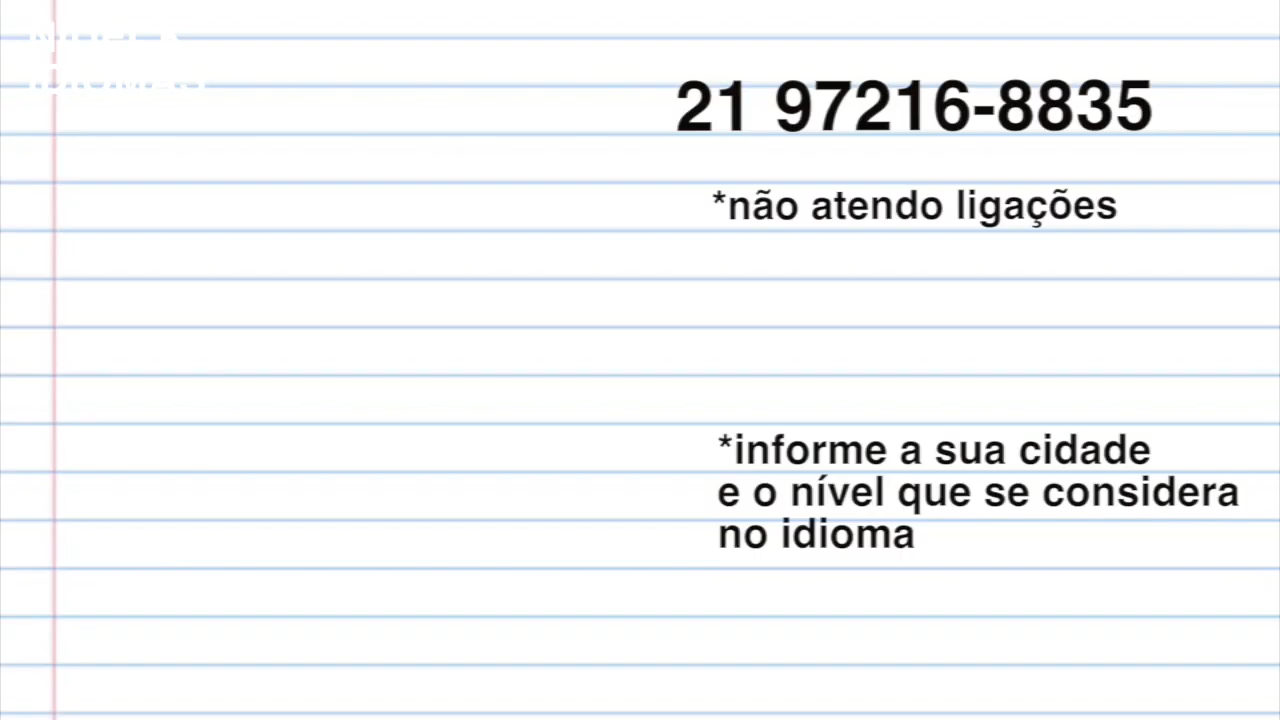 21 97216-8835
*não atendo ligações
*informe a sua cidade
e o nível que se considera
no idioma